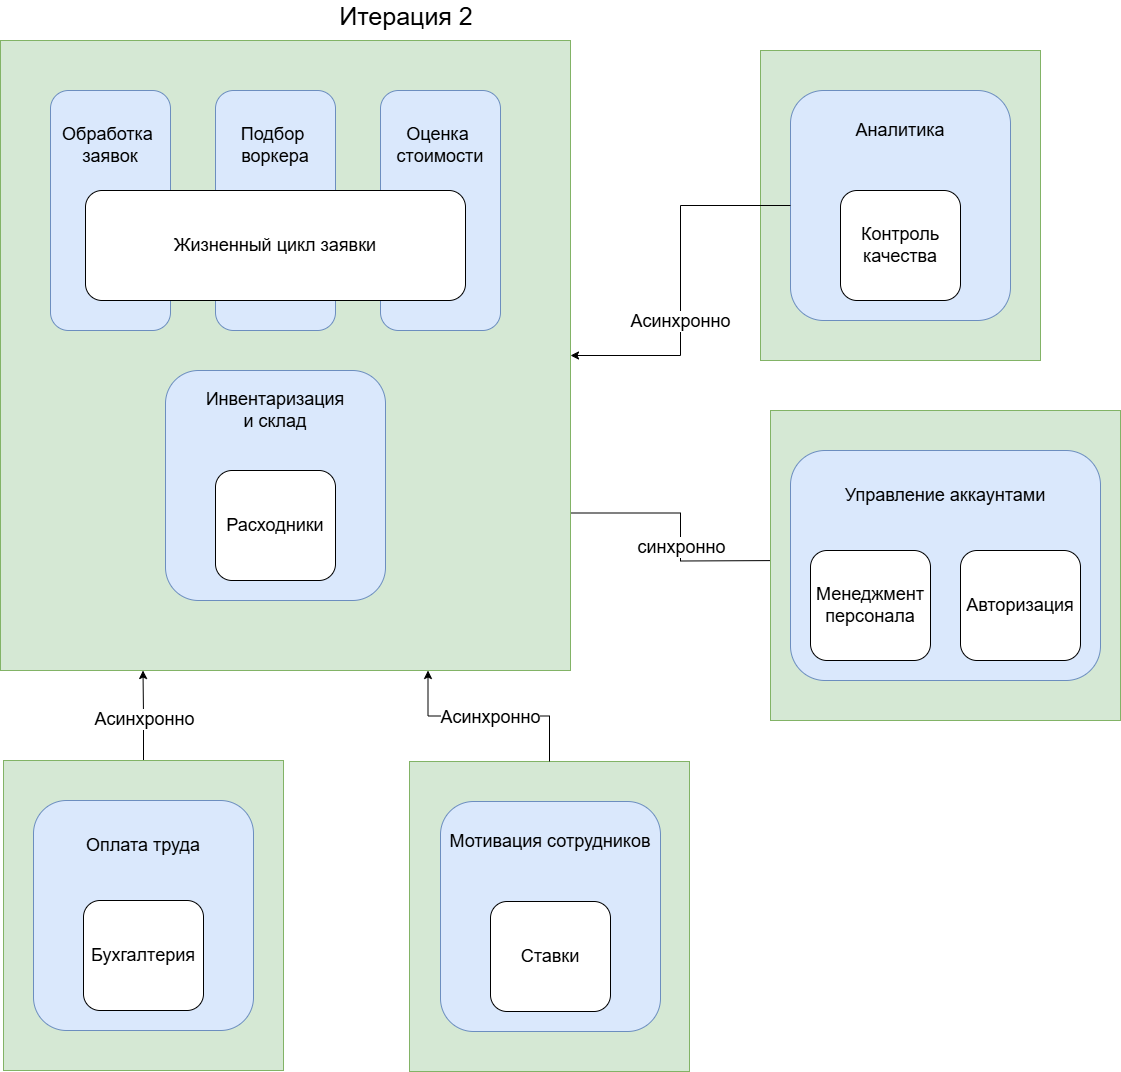 Итерация 2
Обработка
заявок
Подбор
воркера
Оценка
стоимости
Жизненный цикл заявки
Инвентаризация
и склад
Расходники
Аналитика
Контроль
качества
Асинхронно
Управление аккаунтами
синхронно
Менеджмент
персонала
Авторизация
Асинхронно
Асинхронно
Оплата труда
Бухгалтерия
Мотивация сотрудников
Ставки